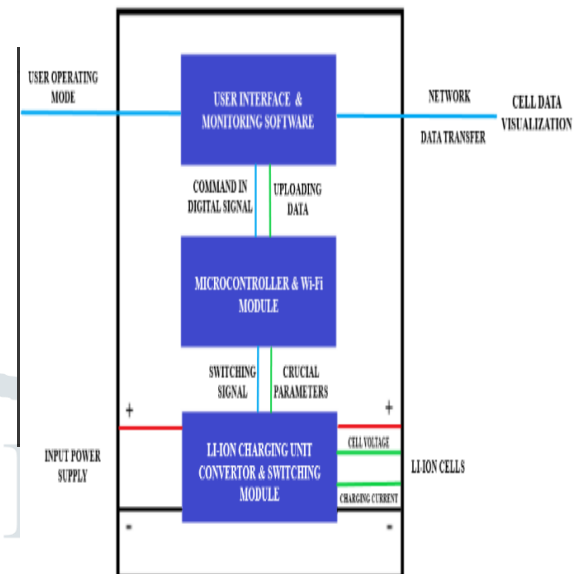 USER OPERATING
MODE
USER INTERFACE &
MONITORING SOFTWARE
NETWORK
DATA TRANSFER
CELL DATA
VISUALIZATION
COMMAND IN
DIGITAL SIGNAL
UPLOADING
DATA
MICROCONTROLLER & Wi-Fi
MODULE
SWITCHING
SIGNAL
CRUCIAL
PARAMETERS
+
+
INPUT POWER
SUPPLY
LI-ION CHARGING UNIT
CONVERTOR & SWITCHING
MODULE
CELL VOLTAGE
CHARGING CURRENT
LI-ION CELLS
-
-